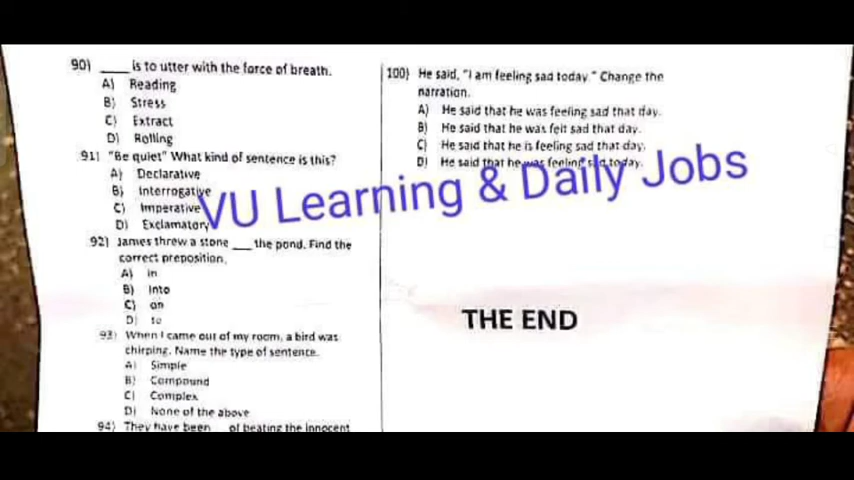 90) ____ is to utter with the force of breath.
A) Reading
B) Stress
C) Extract
D) Rolling
91) "Be quiet" What kind of sentence is this?
A) Declarative
B) Interrogative
C) Imperative
D) Exclamatory
92) James threw a stone ___ the pond. Find the
correct preposition.
A) in
B) into
C) on
D) to
93) When I came out of my room, a bird was
chirping. Name the type of sentence.
A) Simple
B) Compound
C) Complex
D) None of the above
94) They have been __ of beating the innocent
100) He said, "I am feeling sad today." Change the
narration.
A) He said that he was feeling sad that day.
B) He said that he was felt sad that day.
C) He said that he is feeling sad that day.
D) He said that he was feeling sad today.
VU Learning & Daily Jobs
THE END